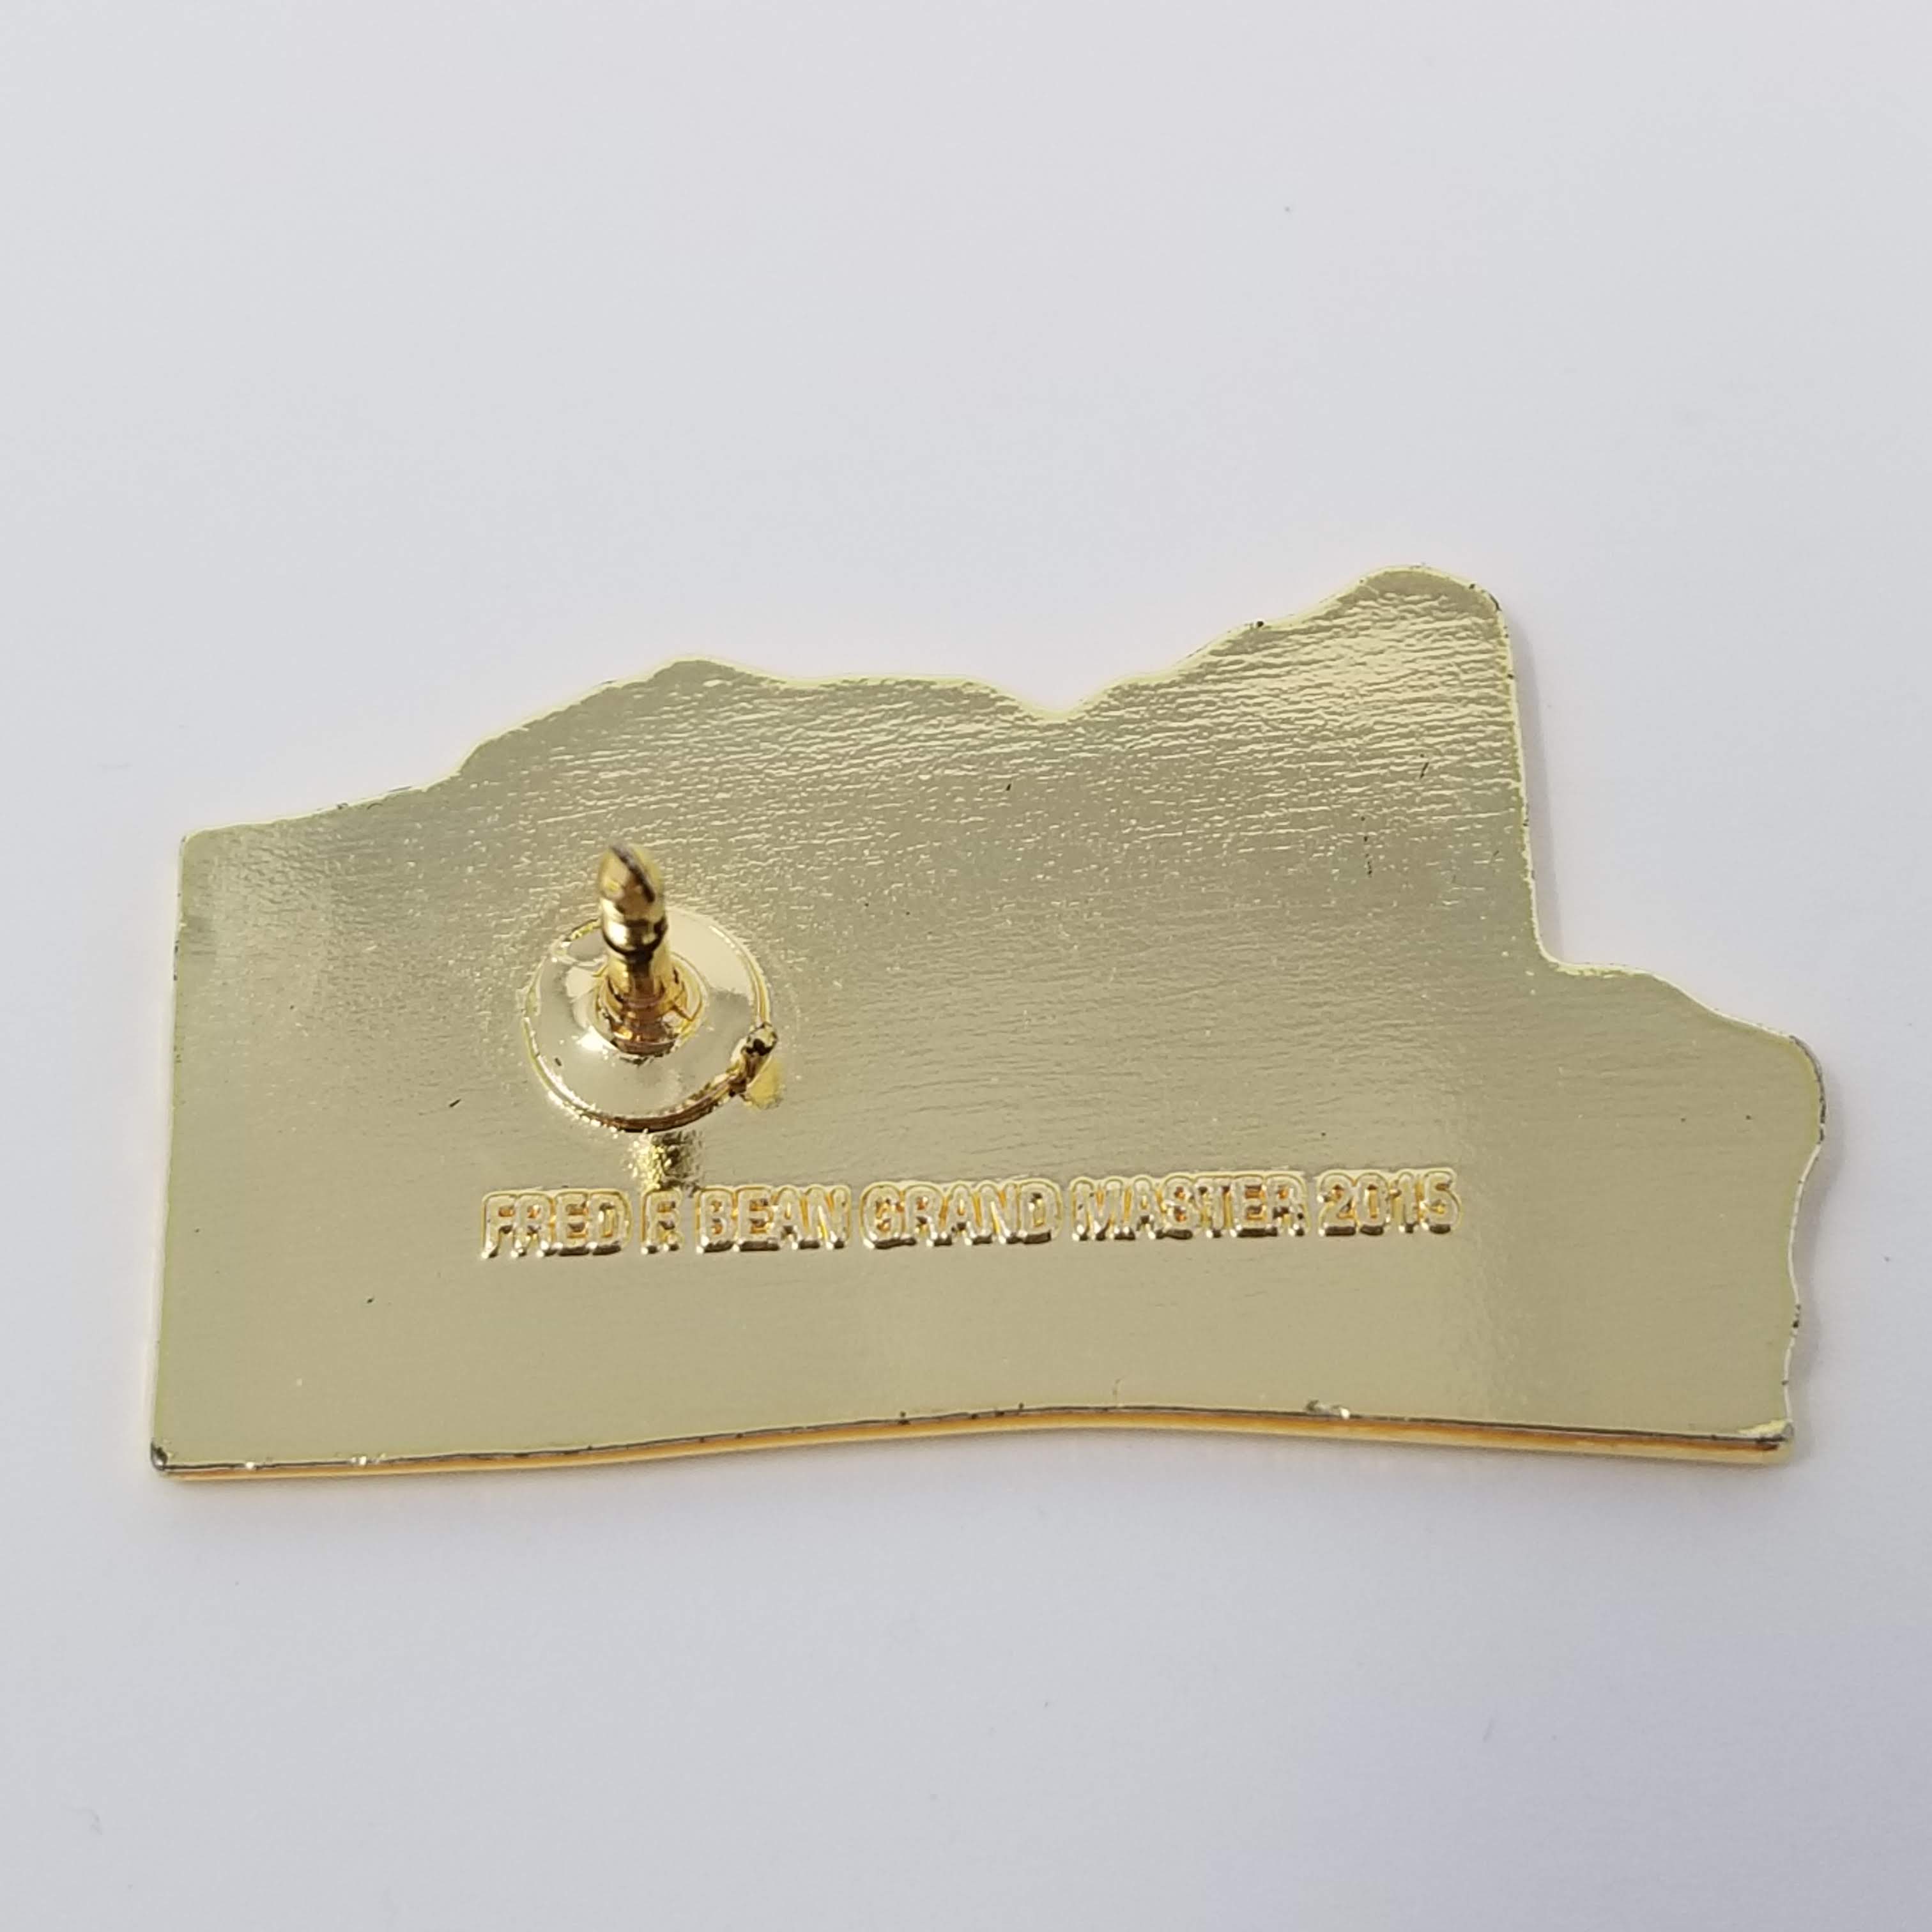 FRED F. BEAN GRAND MASTER 2015